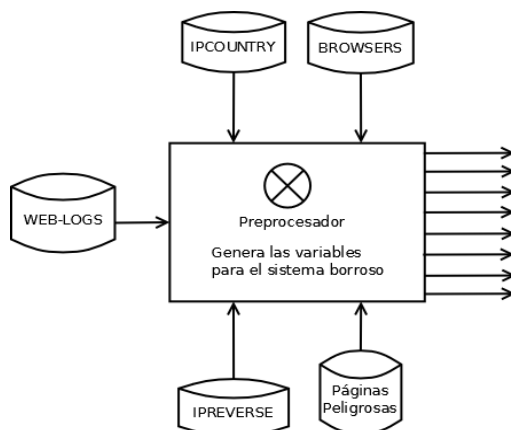 IPCOUNTRY
BROWSERS
WEB-LOGS
Preprocesador
Genera las variables
para el sistema borroso
IPREVERSE
Páginas
Peligrosas